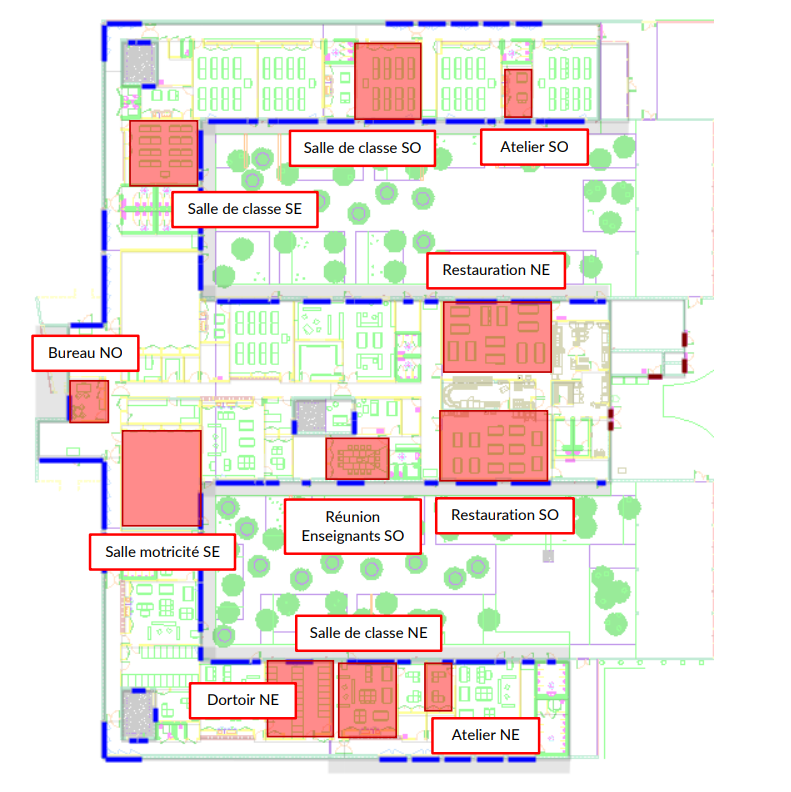 Salle de classe SO
Atelier SO
Salle de classe SE
Restauration NE
Bureau NO
Réunion
Enseignants SO
Restauration SO
Salle motricité SE
Salle de classe NE
Dortoir NE
Atelier NE